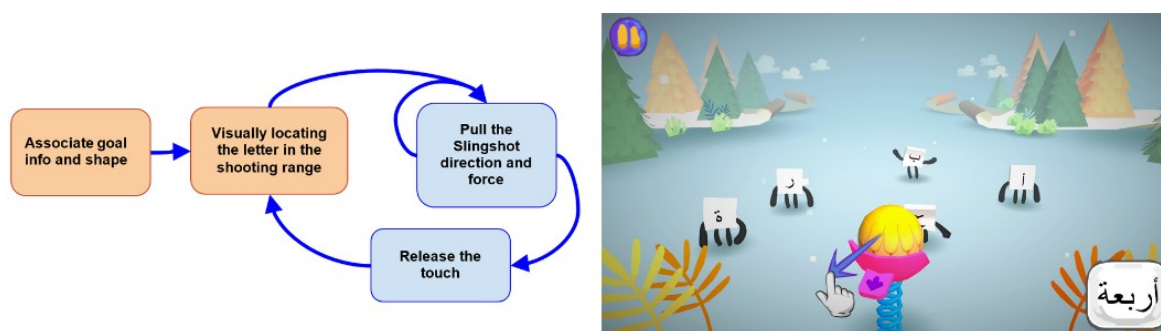 Associate goal
info and shape
Visually locating
the letter in the
shooting range
Pull the
Slingshot
direction and
force
Release the
touch
ب
أ
ر
ة
أربعة